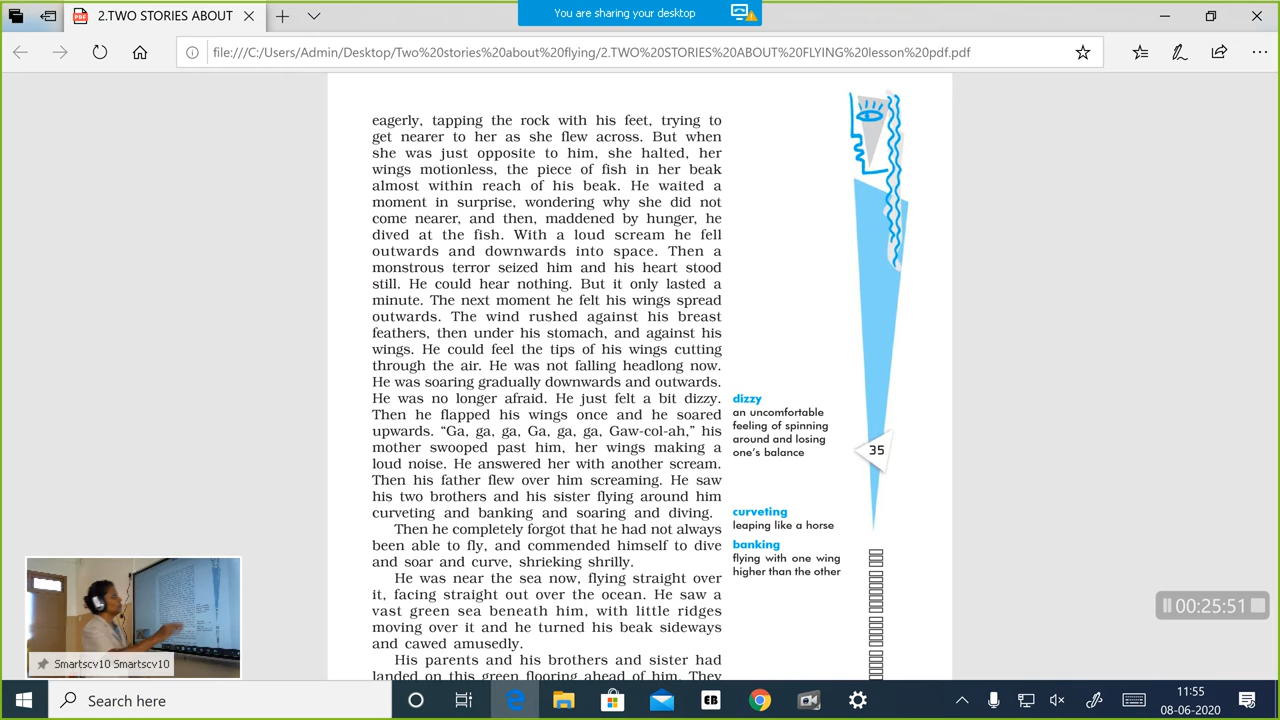 2.TWO STORIES ABOUT
You are sharing your desktop
file:///C:/Users/Admin/Desktop/Two%20stories%20about%20flying/2.TWO%20STORIES%20ABOUT%20FLYING%20lesson%20pdf.pdf
eagerly, tapping the rock with his feet, trying to
get nearer to her as she flew across. But when
she was just opposite to him, she halted, her
wings motionless, the piece of fish in her beak
almost within reach of his beak. He waited a
moment in surprise, wondering why she did not
come nearer, and then, maddened by hunger, he
dived at the fish. With a loud scream he fell
outwards and downwards into space. Then a
monstrous terror seized him and his heart stood
still. He could hear nothing. But it only lasted a
minute. The next moment he felt his wings spread
outwards. The wind rushed against his breast
feathers, then under his stomach, and against his
wings. He could feel the tips of his wings cutting
through the air. He was not falling headlong now.
He was soaring gradually downwards and outwards.
He was no longer afraid. He just felt a bit dizzy.
Then he flapped his wings once and he soared
upwards. “Ga, ga, ga, Ga, ga, ga, Gaw-col-ah,” his
mother swooped past him, her wings making a
loud noise. He answered her with another scream.
Then his father flew over him screaming. He saw
his two brothers and his sister flying around him
curveting and banking and soaring and diving.
Then he completely forgot that he had not always
been able to fly, and commended himself to dive
and soar and curve, shrieking shrilly.
He was near the sea now, flying straight over
it, facing straight out over the ocean. He saw a
vast green sea beneath him, with little ridges
moving over it and he turned his beak sideways
and cawed amusedly.
His parents and his brothers and sister had
landed on this green flooring ahead of him. They
dizzy
an uncomfortable
feeling of spinning
around and losing
one’s balance
35
curveting
leaping like a horse
banking
flying with one wing
higher than the other
00:25:51
Smartscv10 Smartscv10
Search here
EB
11:55
08-06-2020